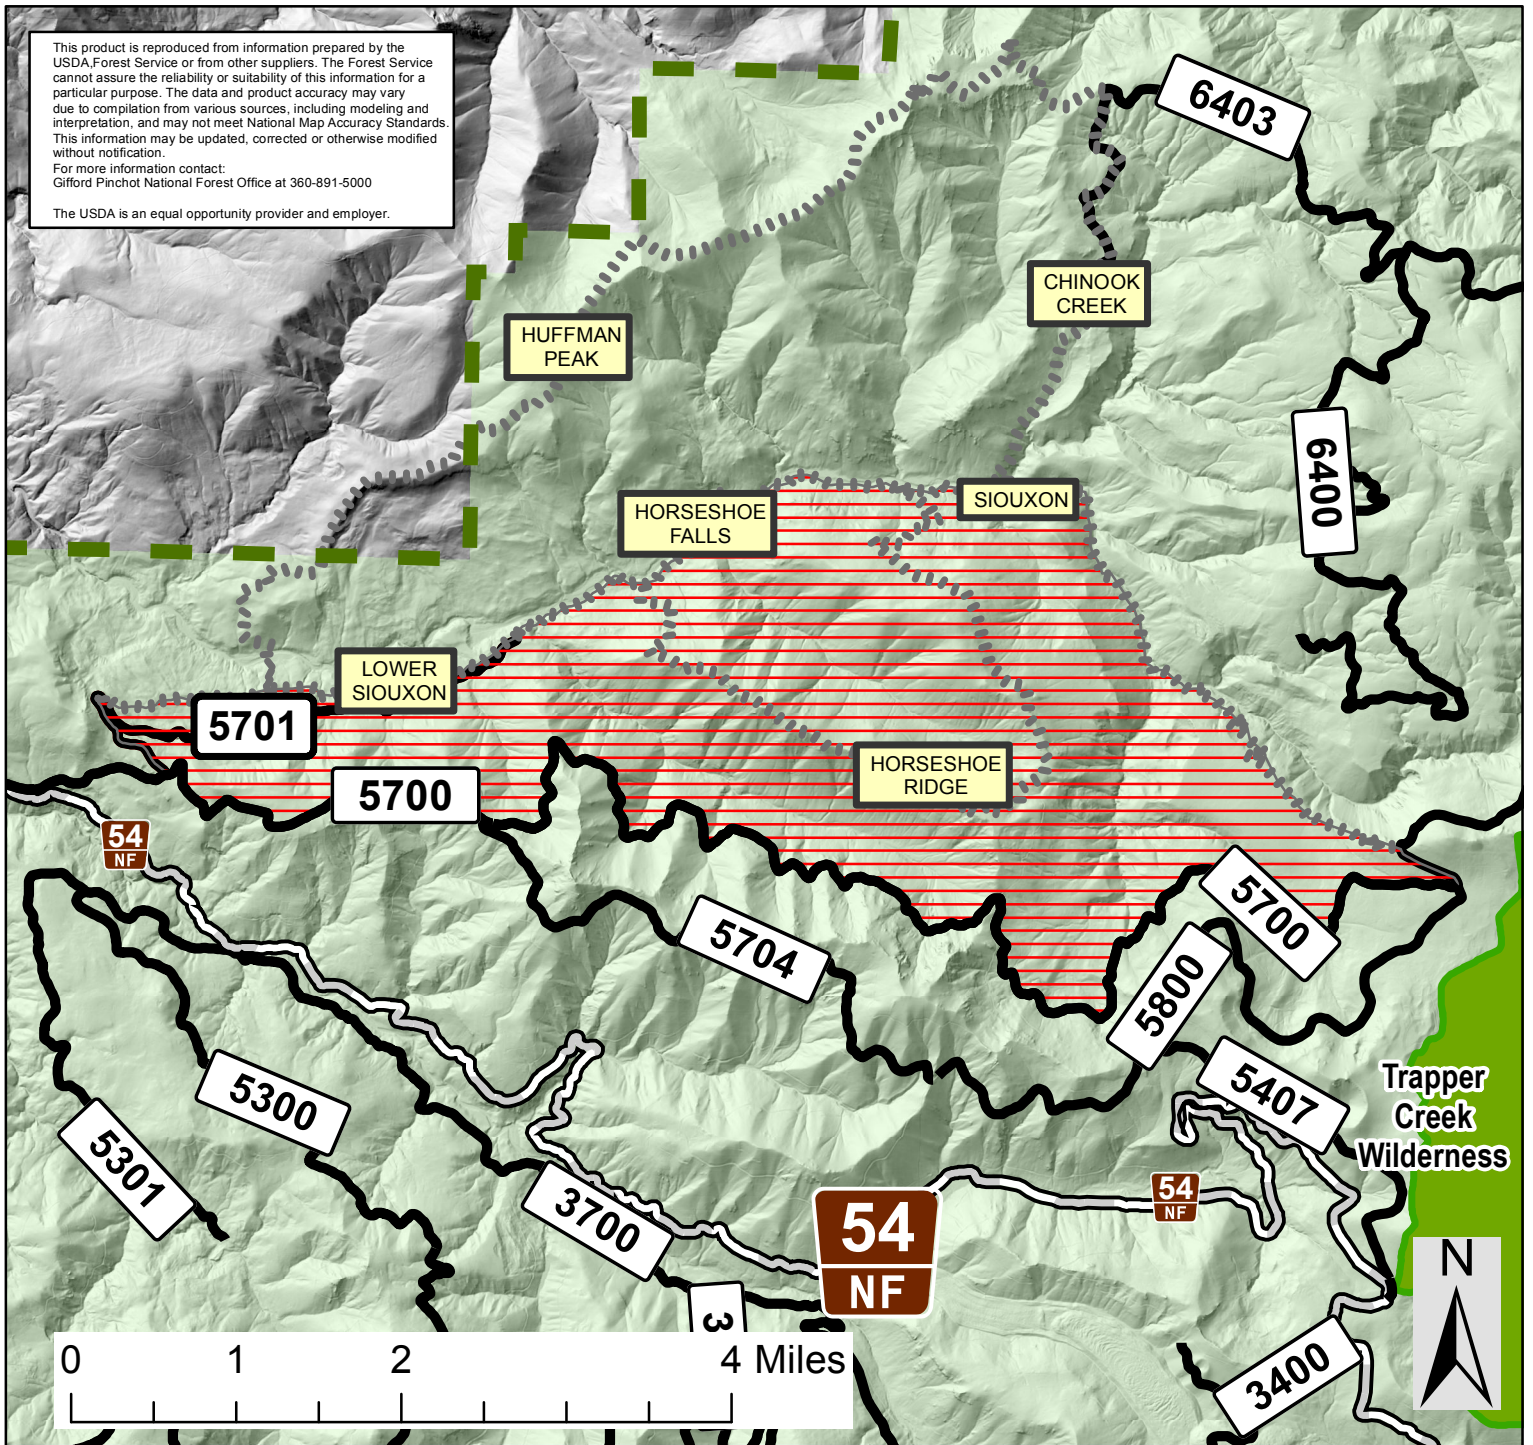 This product is reproduced from information prepared by the
USDA,Forest Service or from other suppliers. The Forest Service
cannot assure the reliability or suitability of this information for a
particular purpose. The data and product accuracy may vary
due to compilation from various sources, including modeling and
interpretation, and may not meet National Map Accuracy Standards.
This information may be updated, corrected or otherwise modified
without notification.
For more information contact:
Gifford Pinchot National Forest Office at 360-891-5000
The USDA is an equal opportunity provider and employer.
6403
CHINOOK
CREEK
HUFFMAN
PEAK
6400
SIOUXON
HORSESHOE
FALLS
LOWER
SIOUXON
5701
5700
HORSESHOE
RIDGE
54
NF
5700
5704
5800
5407
Trapper
Creek
Wilderness
5300
5301
3700
54
NF
54
NF
3
3400
N
0 1 2 4 Miles